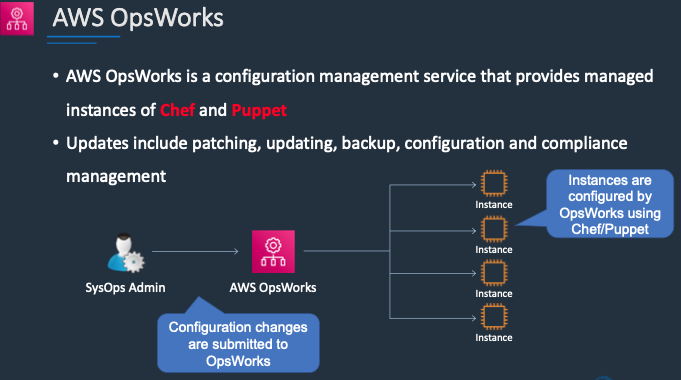 AWS OpsWorks
• AWS OpsWorks is a configuration management service that provides managed
instances of Chef and Puppet
• Updates include patching, updating, backup, configuration and compliance
management
Instance
Instances are
configured by
OpsWorks using
Chef/Puppet
Instance
SysOps Admin
AWS OpsWorks
Instance
Configuration changes
are submitted to
OpsWorks
Instance